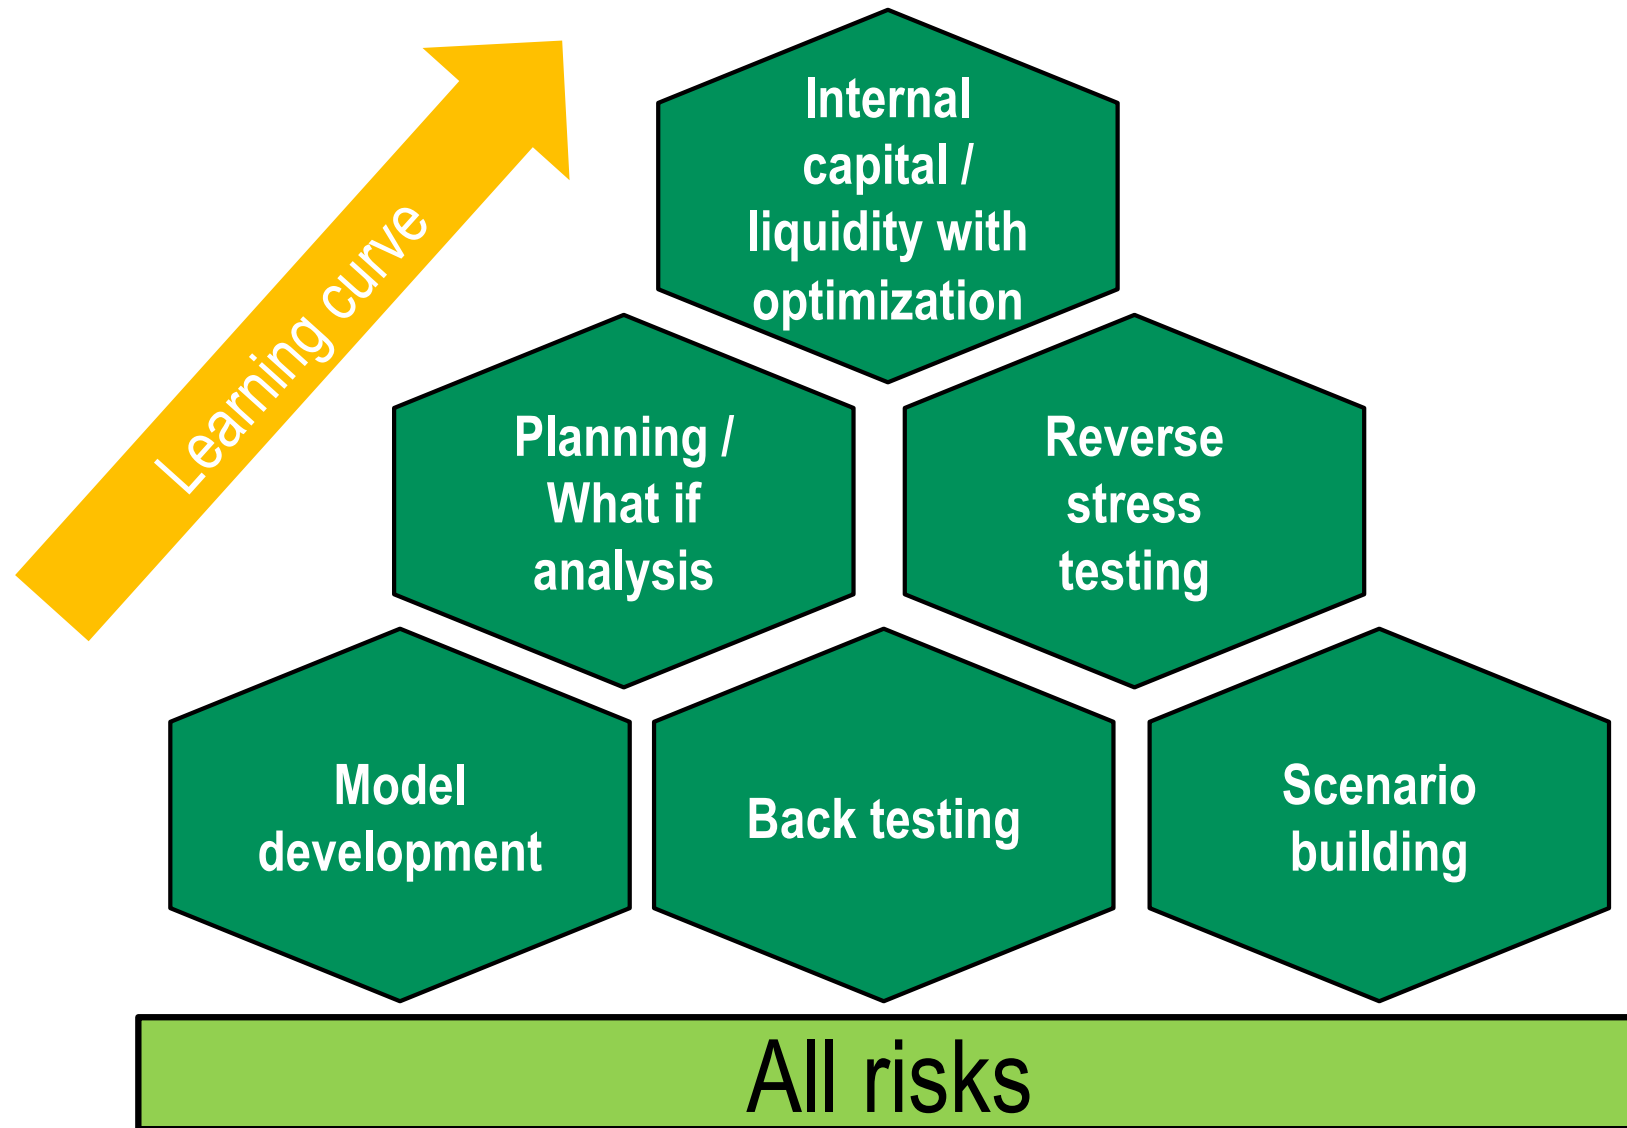 Learning curve
Internal
capital /
liquidity with
optimization
Planning /
What if
analysis
Reverse
stress
testing
Model
development
Back testing
Scenario
building
All risks